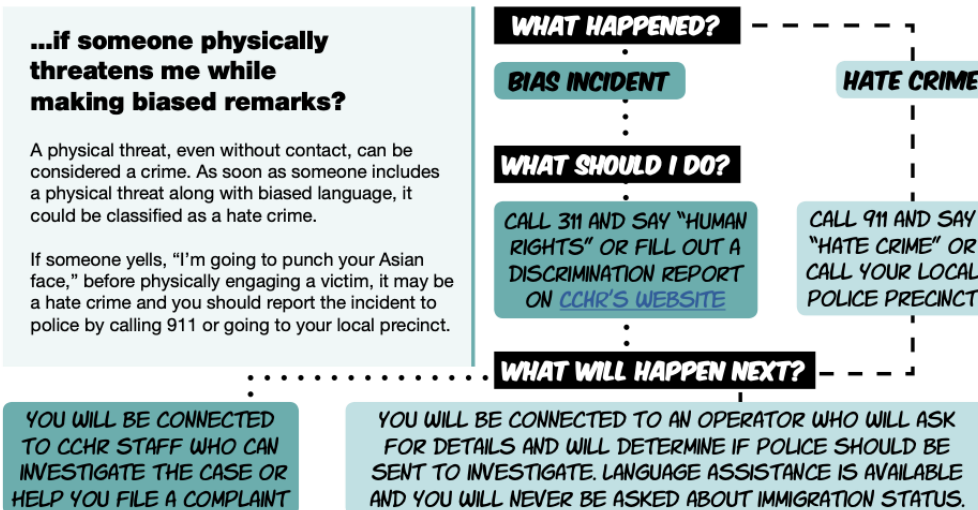 ...if someone physically
threatens me while
making biased remarks?
A physical threat, even without contact, can be
considered a crime. As soon as someone includes
a physical threat along with biased language, it
could be classified as a hate crime.
If someone yells, “I’m going to punch your Asian
face,” before physically engaging a victim, it may be
a hate crime and you should report the incident to
police by calling 911 or going to your local precinct.
WHAT HAPPENED?
BIAS INCIDENT
HATE CRIME
WHAT SHOULD I DO?
CALL 311 AND SAY “HUMAN
RIGHTS” OR FILL OUT A
DISCRIMINATION REPORT
ON CCHR’S WEBSITE
CALL 911 AND SAY
“HATE CRIME” OR
CALL YOUR LOCAL
POLICE PRECINCT
WHAT WILL HAPPEN NEXT?
YOU WILL BE CONNECTED
TO CCHR STAFF WHO CAN
INVESTIGATE THE CASE OR
HELP YOU FILE A COMPLAINT
YOU WILL BE CONNECTED TO AN OPERATOR WHO WILL ASK
FOR DETAILS AND WILL DETERMINE IF POLICE SHOULD BE
SENT TO INVESTIGATE. LANGUAGE ASSISTANCE IS AVAILABLE
AND YOU WILL NEVER BE ASKED ABOUT IMMIGRATION STATUS.